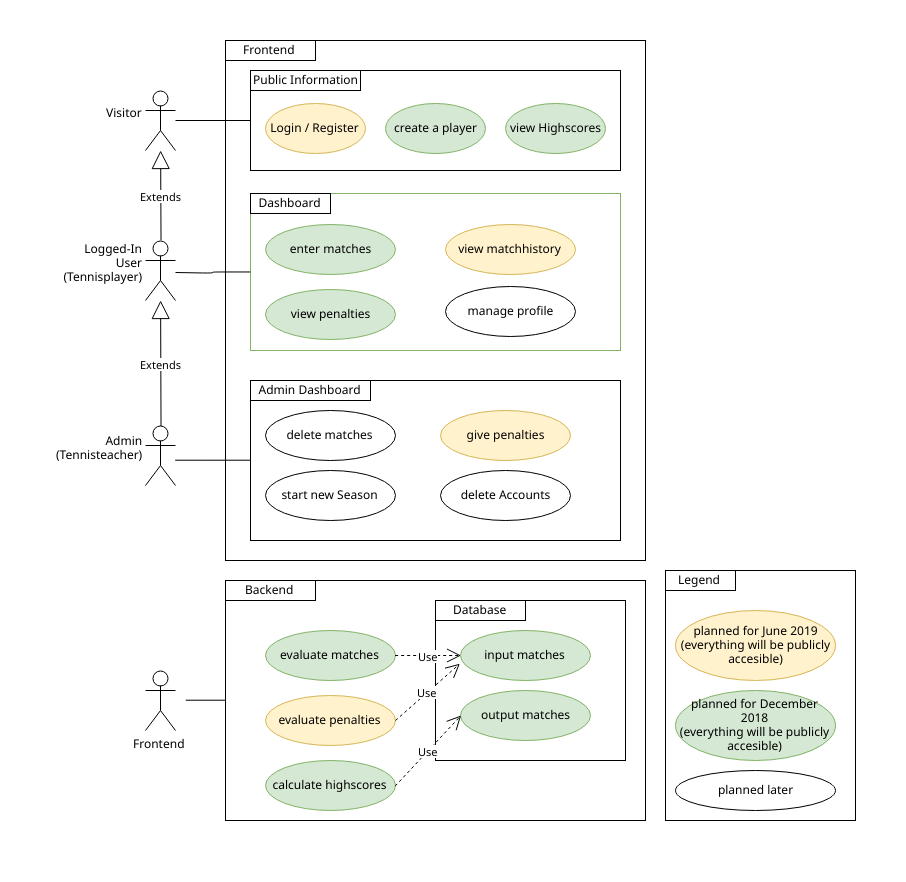 Frontend
Public Information
Visitor
Login / Register
create a player
view Highscores
Extends
Dashboard
Logged-In
User
(Tennisplayer)
enter matches
view matchhistory
view penalties
manage profile
Extends
Admin Dashboard
Admin
(Tennisteacher)
delete matches
give penalties
start new Season
delete Accounts
Backend
Database
evaluate matches
Use
input matches
evaluate penalties
Use
output matches
Use
calculate highscores
Frontend
Legend
planned for June 2019
(everything will be publicly
accesible)
planned for December
2018
(everything will be publicly
accesible)
planned later